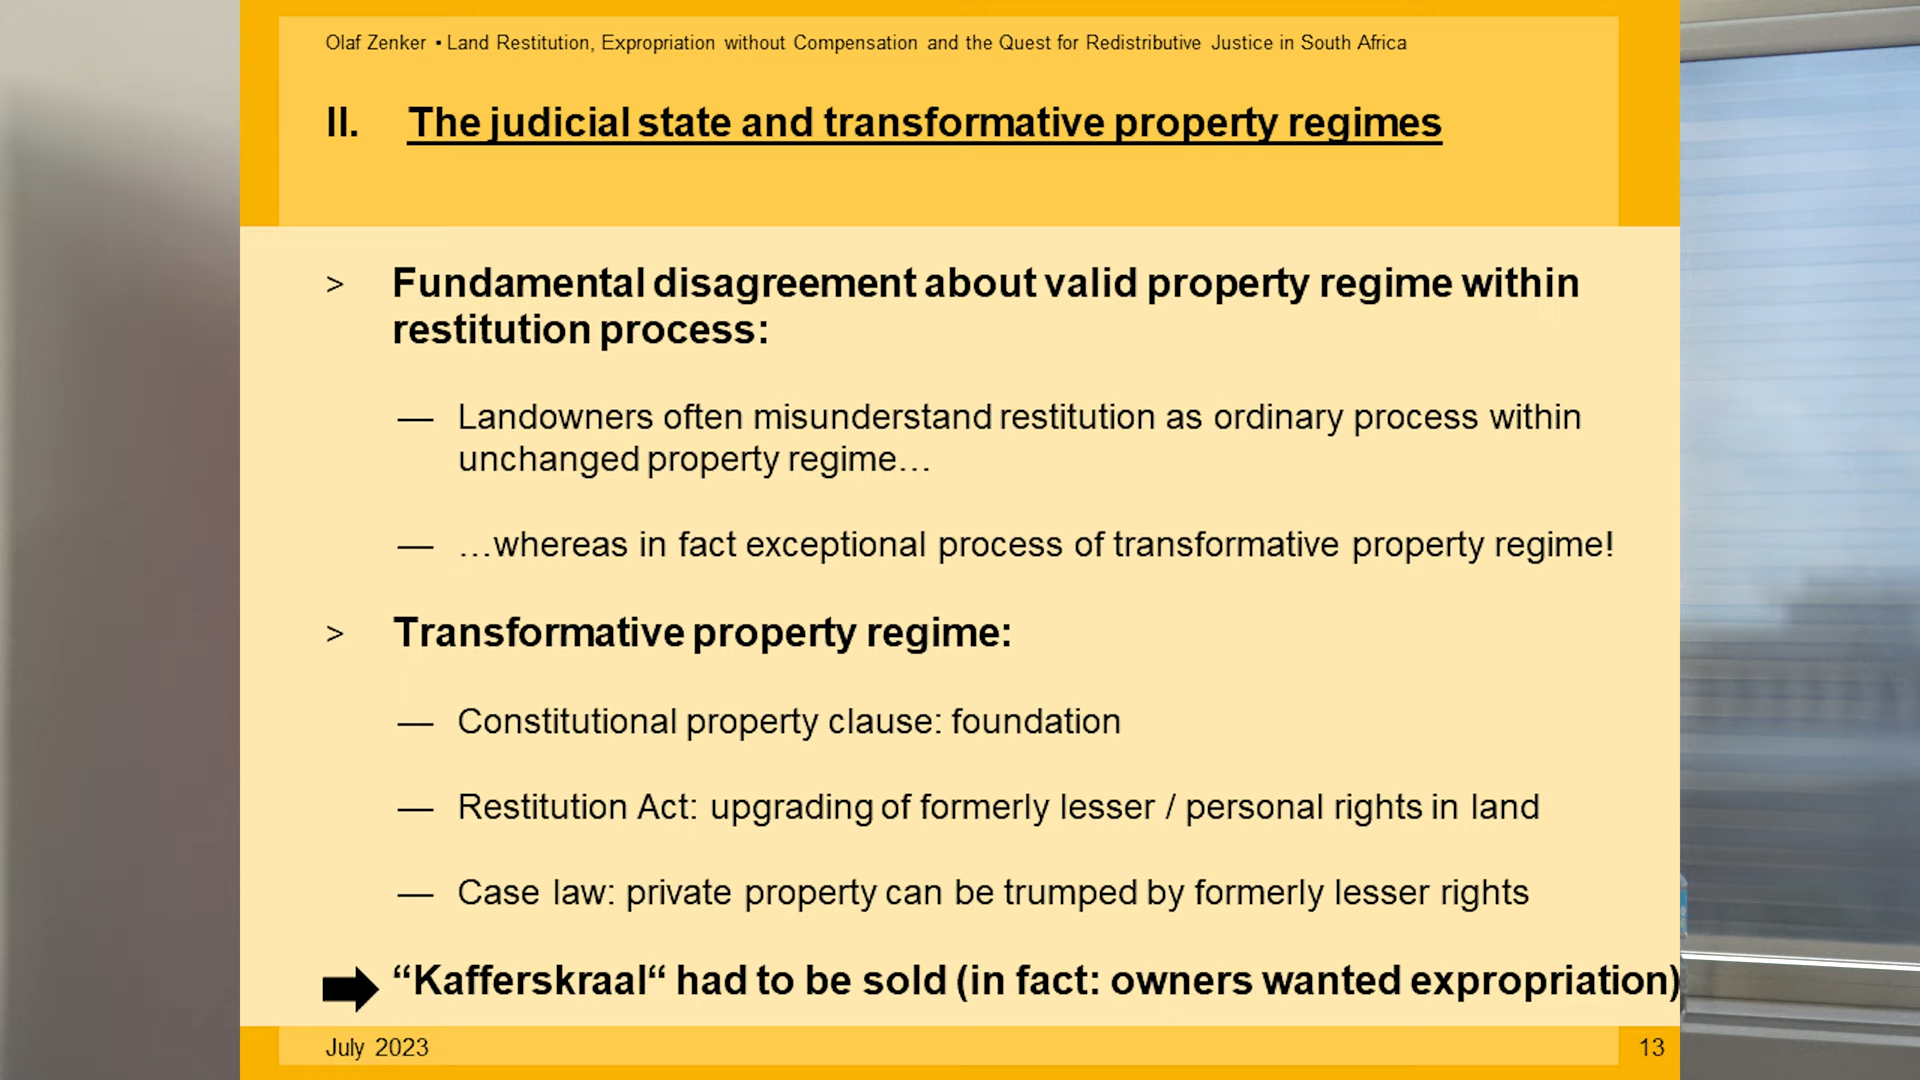 Olaf Zenker ▪ Land Restitution, Expropriation without Compensation and the Quest for Redistributive Justice in South Africa
II. The judicial state and transformative property regimes
> Fundamental disagreement about valid property regime within
restitution process:
— Landowners often misunderstand restitution as ordinary process within
unchanged property regime…
— …whereas in fact exceptional process of transformative property regime!
> Transformative property regime:
— Constitutional property clause: foundation
— Restitution Act: upgrading of formerly lesser / personal rights in land
— Case law: private property can be trumped by formerly lesser rights
“Kafferskraal“ had to be sold (in fact: owners wanted expropriation)
July 2023
13